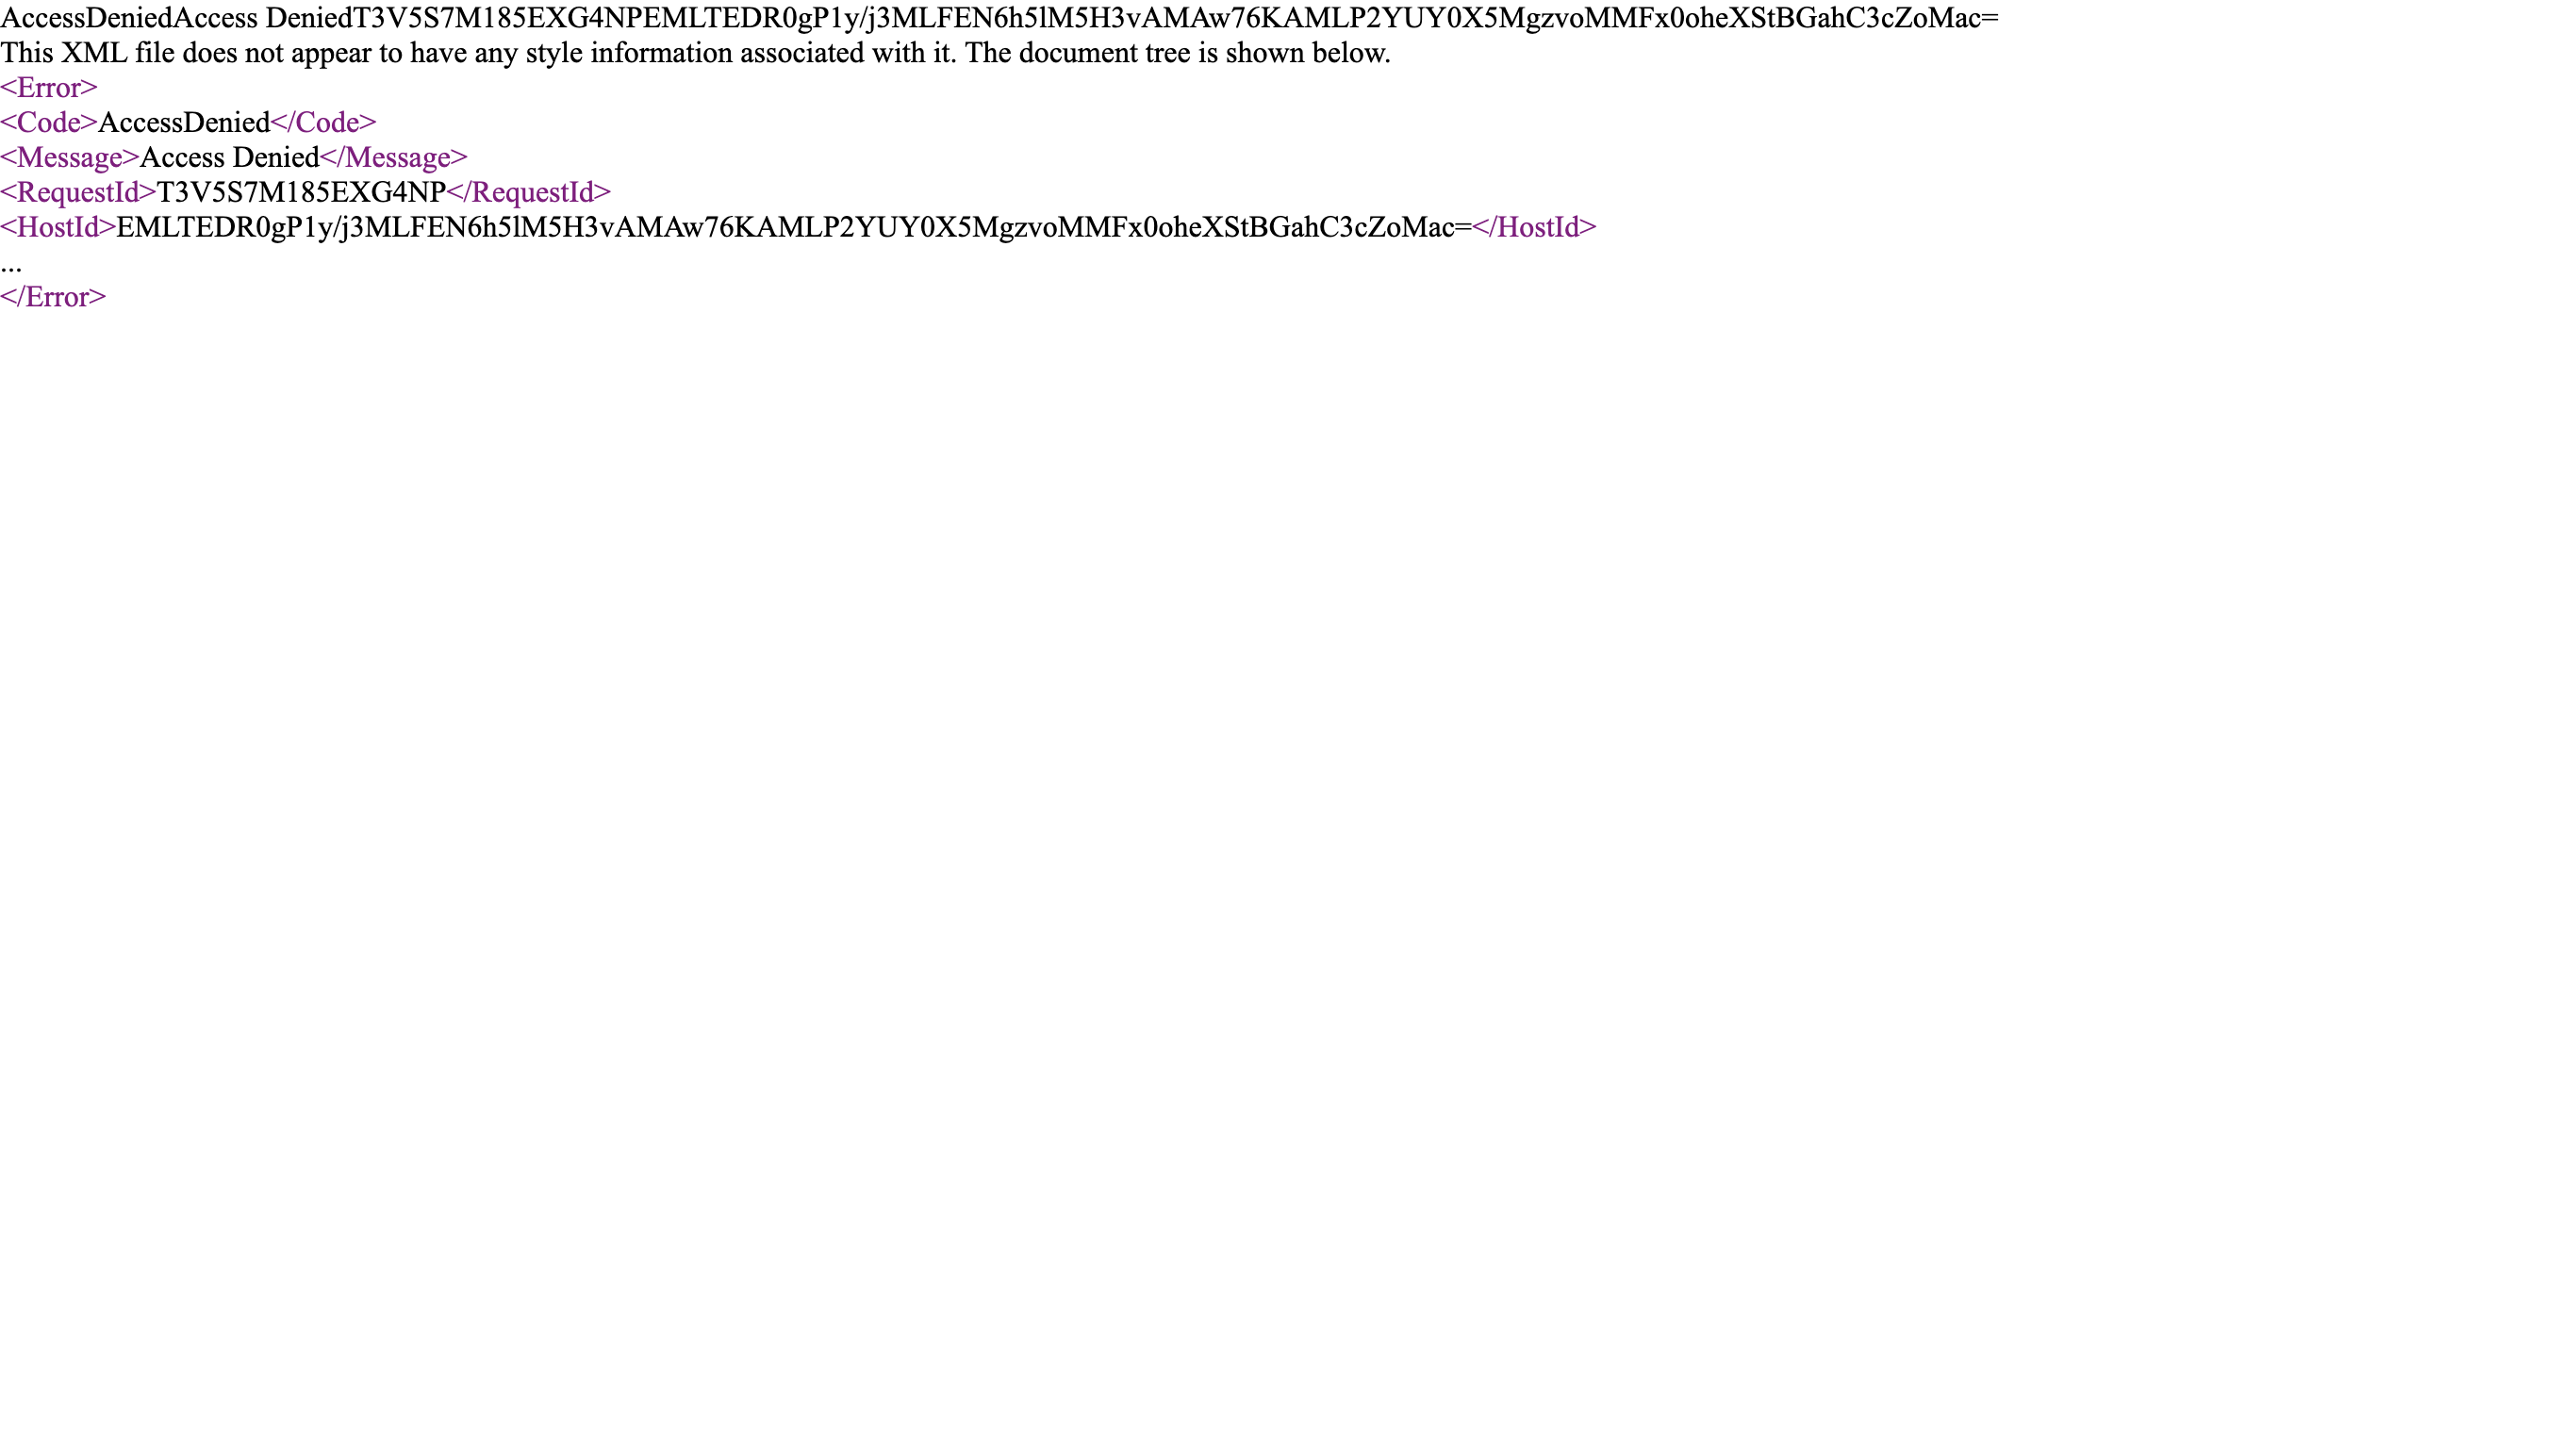 AccessDeniedAccess DeniedT3V5S7M185EXG4NPEMLTEDR0gP1y/j3MLFEN6h5lM5H3vAMAw76KAMLP2YUY0X5MgzvoMMFx0oheXStBGahC3cZoMac=
This XML file does not appear to have any style information associated with it. The document tree is shown below.
<Error>
<Code>AccessDenied</Code>
<Message>Access Denied</Message>
<RequestId>T3V5S7M185EXG4NP</RequestId>
<HostId>EMLTEDR0gP1y/j3MLFEN6h5lM5H3vAMAw76KAMLP2YUY0X5MgzvoMMFx0oheXStBGahC3cZoMac=</HostId>
...
</Error>